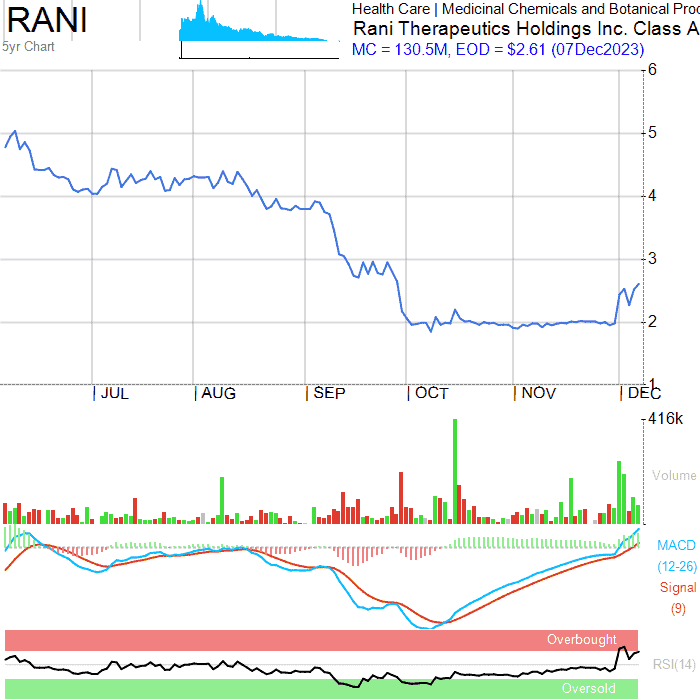 RANI
5yr Chart
Health Care | Medicinal Chemicals and Botanical Proc
Rani Therapeutics Holdings Inc. Class A
MC = 130.5M, EOD = $2.61 (07Dec2023)
6
5
4
3
2
1
JUL AUG SEP OCT NOV DEC
416k
Volume
MACD
(12-26)
Signal
(9)
Overbought
RSI(14)
Oversold